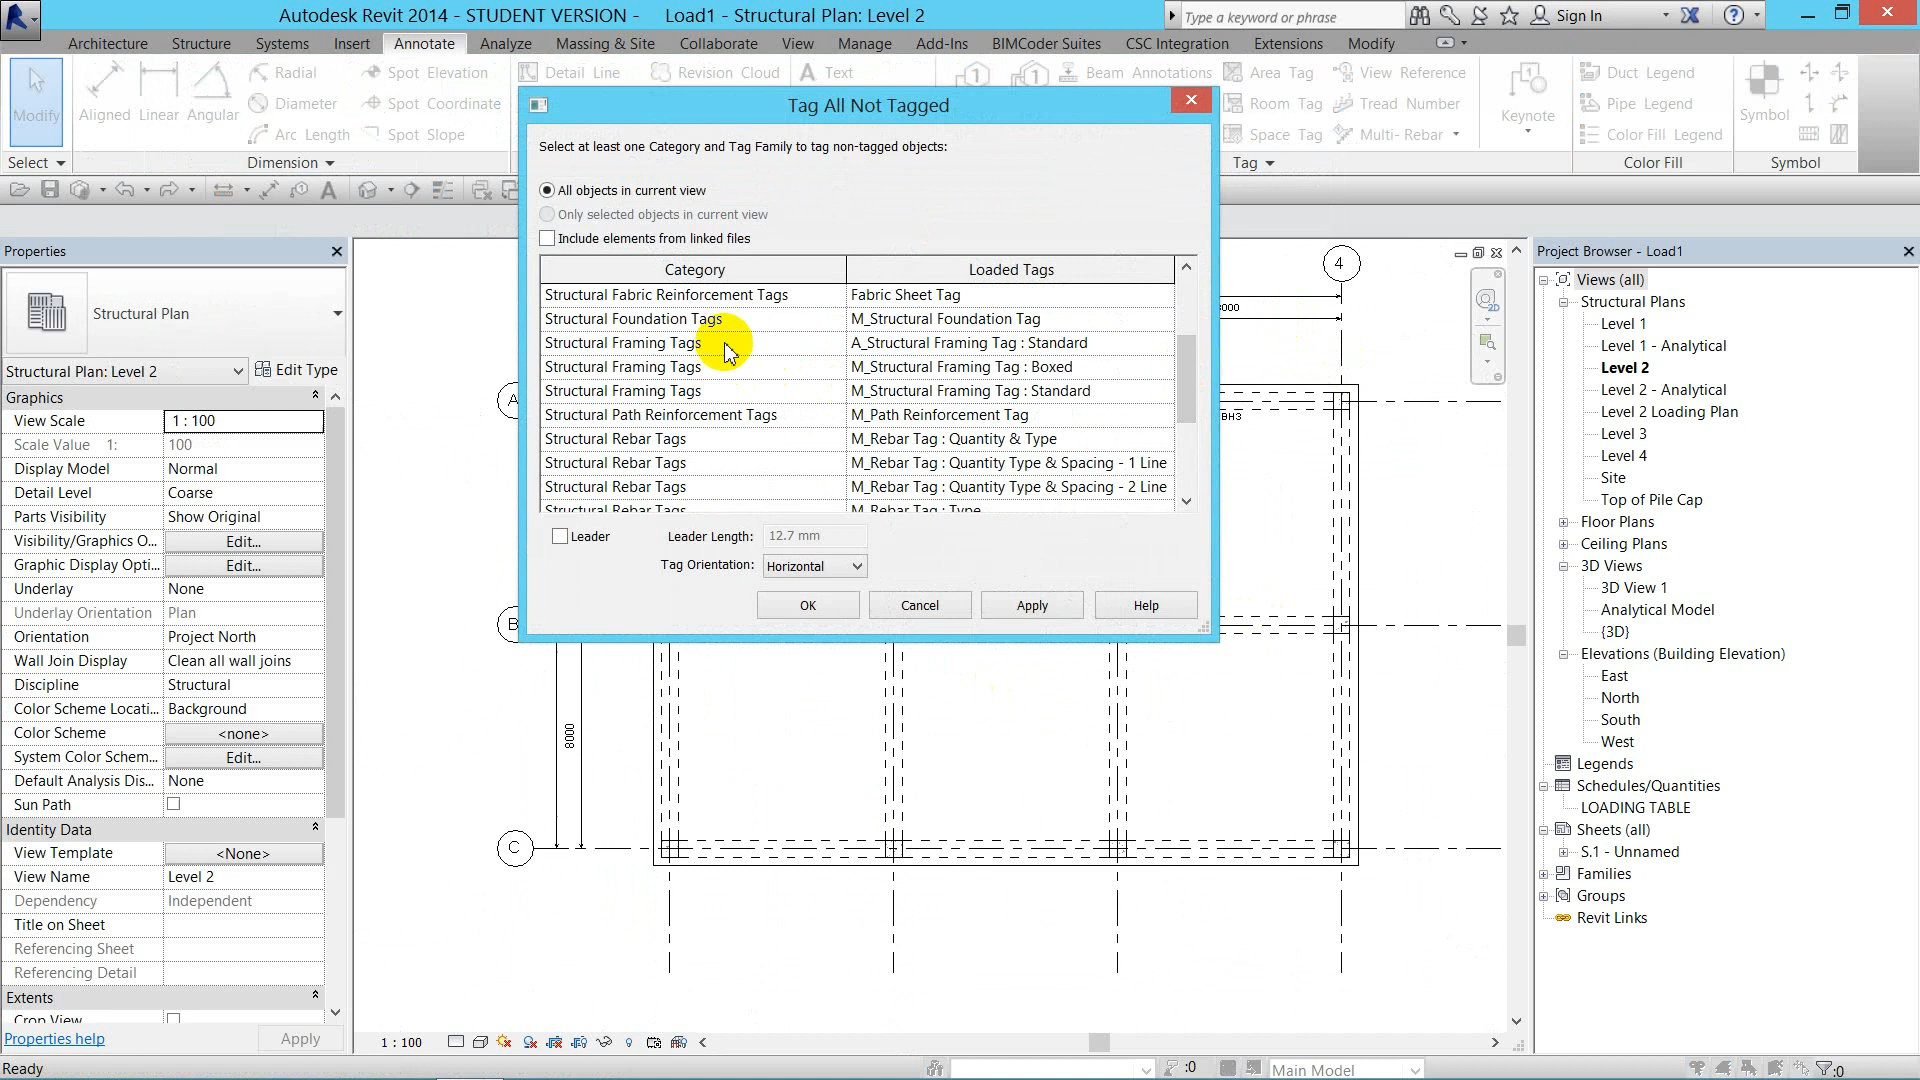 Autodesk Revit 2014 - STUDENT VERSION - Load1 - Structural Plan: Level 2
Type a keyword or phrase
Sign In
Architecture Structure Systems Insert Annotate Analyze Massing & Site Collaborate View Manage Add-Ins BIMCoder Suites CSC Integration Extensions Modify
Modify
Aligned Linear Angular
Radial
Diameter
Arc Length
Spot Elevation
Spot Coordinate
Spot Slope
Detail Line
Revision Cloud
Text
Beam Annotations
Area Tag
Room Tag
Space Tag
View Reference
Tread Number
Multi- Rebar
Keynote
Duct Legend
Pipe Legend
Color Fill Legend
Symbol
Select
Dimension
Tag
Color Fill
Symbol
Properties
Structural Plan
Structural Plan: Level 2
Edit Type
Graphics
View Scale 1 : 100
Scale Value 1: 100
Display Model Normal
Detail Level Coarse
Parts Visibility Show Original
Visibility/Graphics O... Edit...
Graphic Display Opti... Edit...
Underlay None
Underlay Orientation Plan
Orientation Project North
Wall Join Display Clean all wall joins
Discipline Structural
Color Scheme Locati... Background
Color Scheme <none>
System Color Schem... Edit...
Default Analysis Dis... None
Sun Path
Identity Data
View Template <None>
View Name Level 2
Dependency Independent
Title on Sheet
Referencing Sheet
Referencing Detail
Extents
Crop View
Properties help
Apply
Tag All Not Tagged
Select at least one Category and Tag Family to tag non-tagged objects:
All objects in current view
Only selected objects in current view
Include elements from linked files
Category Loaded Tags
Structural Fabric Reinforcement Tags Fabric Sheet Tag
Structural Foundation Tags M_Structural Foundation Tag
Structural Framing Tags A_Structural Framing Tag : Standard
Structural Framing Tags M_Structural Framing Tag : Boxed
Structural Framing Tags M_Structural Framing Tag : Standard
Structural Path Reinforcement Tags M_Path Reinforcement Tag
Structural Rebar Tags M_Rebar Tag : Quantity & Type
Structural Rebar Tags M_Rebar Tag : Quantity Type & Spacing - 1 Line
Structural Rebar Tags M_Rebar Tag : Quantity Type & Spacing - 2 Line
Structural Rebar Tags M_Rebar Tag : Type
Leader
Leader Length: 12.7 mm
Tag Orientation: Horizontal
OK Cancel Apply Help
4
A
BH3
B
8000
C
1 : 100
Project Browser - Load1
Views (all)
Structural Plans
Level 1
Level 1 - Analytical
Level 2
Level 2 - Analytical
Level 2 Loading Plan
Level 3
Level 4
Site
Top of Pile Cap
Floor Plans
Ceiling Plans
3D Views
3D View 1
Analytical Model
{3D}
Elevations (Building Elevation)
East
North
South
West
Legends
Schedules/Quantities
LOADING TABLE
Sheets (all)
S.1 - Unnamed
Families
Groups
Revit Links
Ready
:0
Main Model
:0